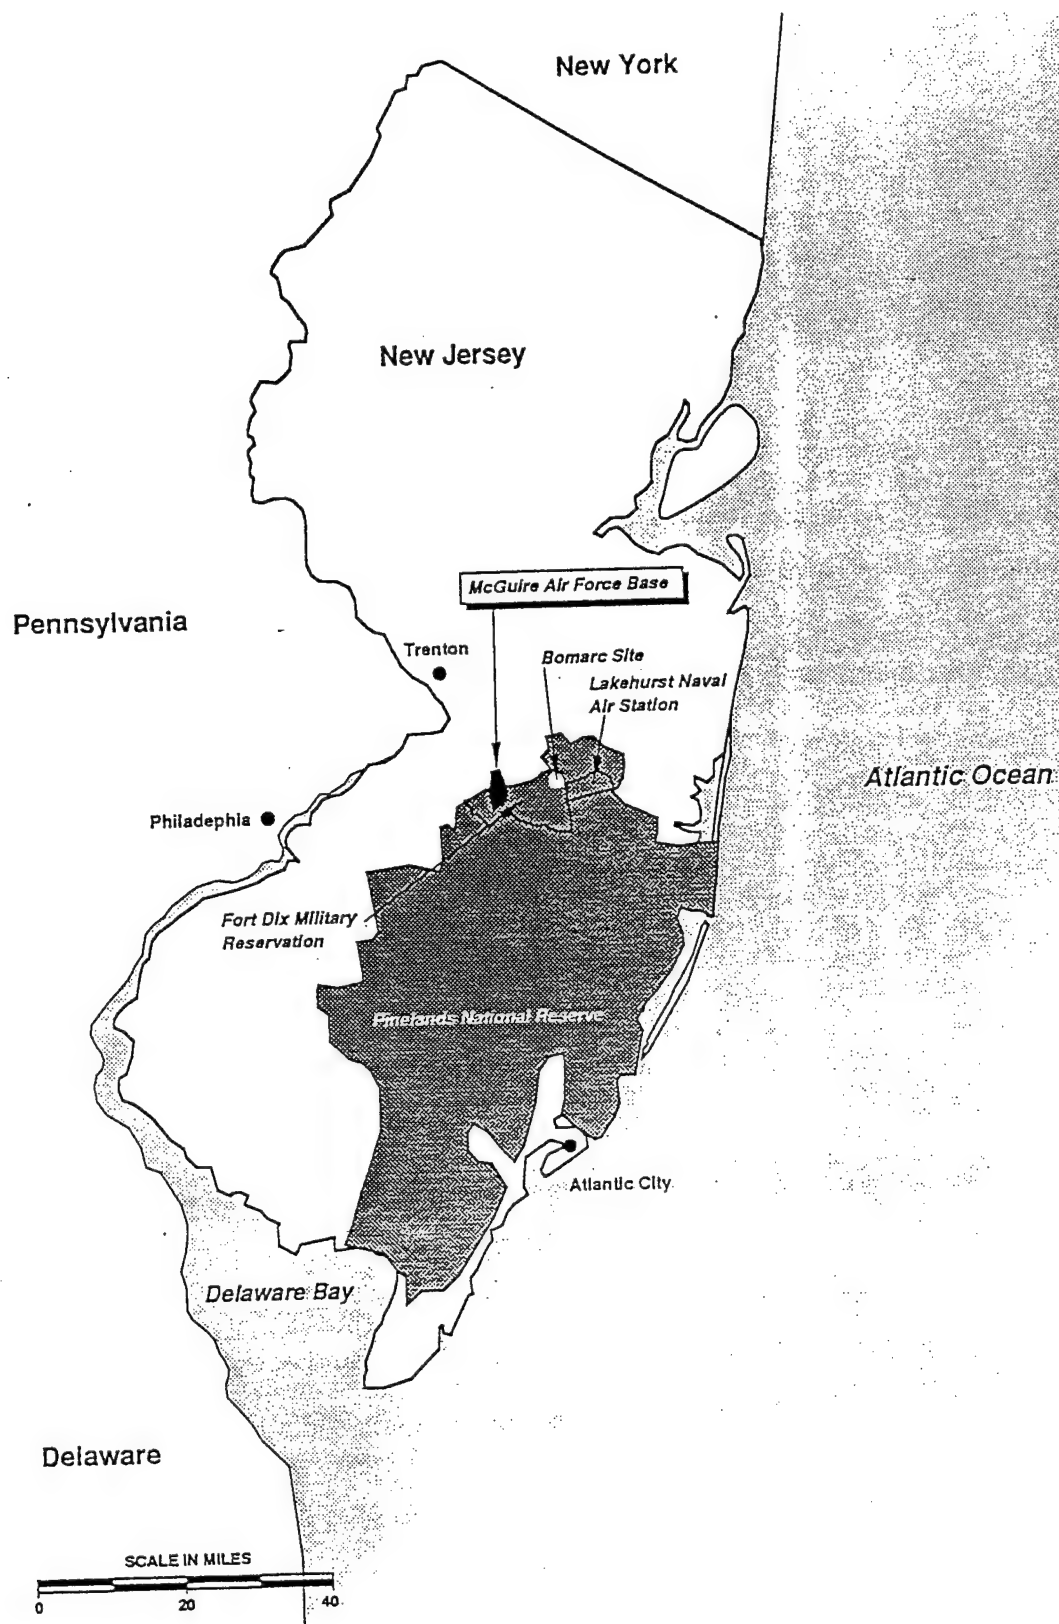 New York
New Jersey
McGuire Air Force Base
Pennsylvania
Trenton
Bomarc Site
Lakehurst Naval
Air Station
Atlantic Ocean
Philadephia
Fort Dix Military
Reservation
Pinelands National Reserve
Atlantic City
Delaware Bay
Delaware
SCALE IN MILES
0 20 40